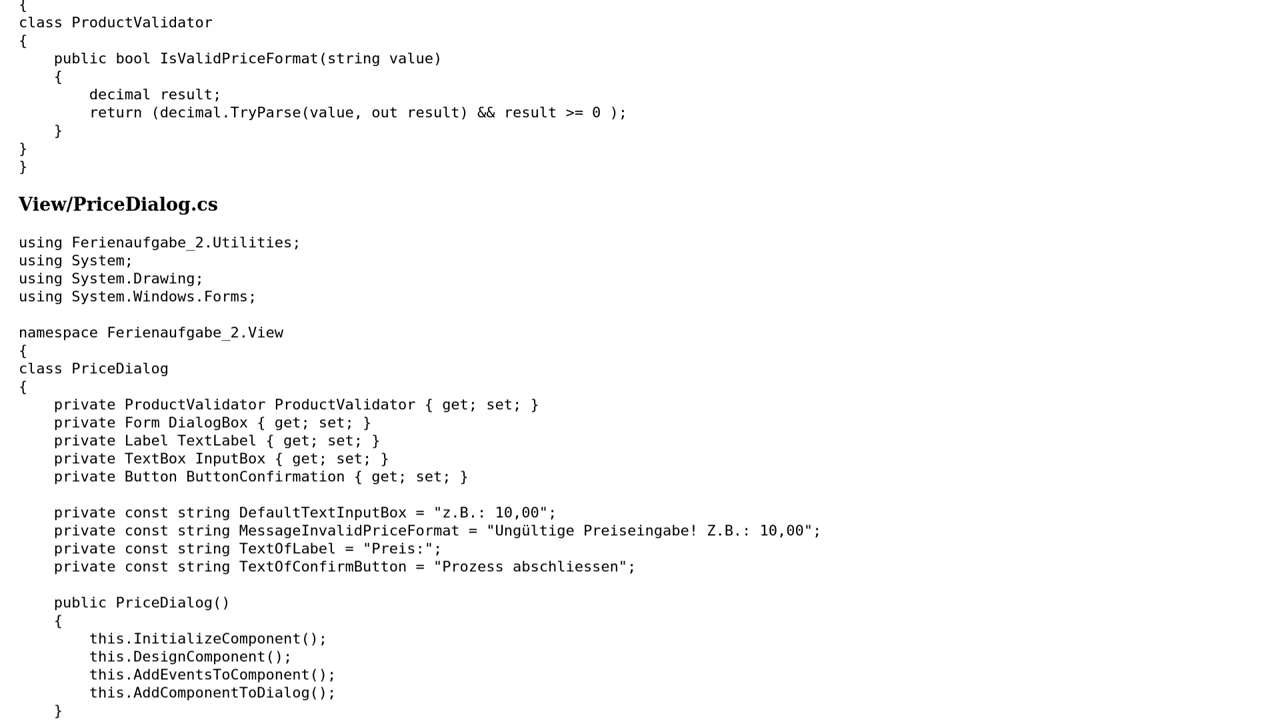 {
class ProductValidator
{
    public bool IsValidPriceFormat(string value)
    {
        decimal result;
        return (decimal.TryParse(value, out result) && result >= 0 );
    }
}
}
View/PriceDialog.cs
using Ferienaufgabe_2.Utilities;
using System;
using System.Drawing;
using System.Windows.Forms;
namespace Ferienaufgabe_2.View
{
class PriceDialog
{
    private ProductValidator ProductValidator { get; set; }
    private Form DialogBox { get; set; }
    private Label TextLabel { get; set; }
    private TextBox InputBox { get; set; }
    private Button ButtonConfirmation { get; set; }
    private const string DefaultTextInputBox = "z.B.: 10,00";
    private const string MessageInvalidPriceFormat = "Ungültige Preiseingabe! Z.B.: 10,00";
    private const string TextOfLabel = "Preis:";
    private const string TextOfConfirmButton = "Prozess abschliessen";
    public PriceDialog()
    {
        this.InitializeComponent();
        this.DesignComponent();
        this.AddEventsToComponent();
        this.AddComponentToDialog();
    }